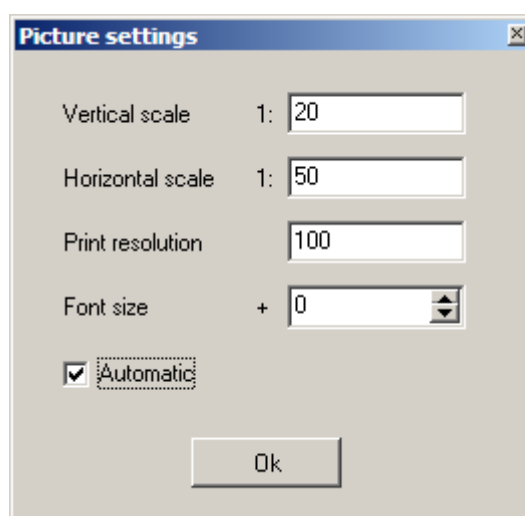 Picture settings
Vertical scale 1: 20
Horizontal scale 1: 50
Print resolution 100
Font size + 0
Automatic
Ok